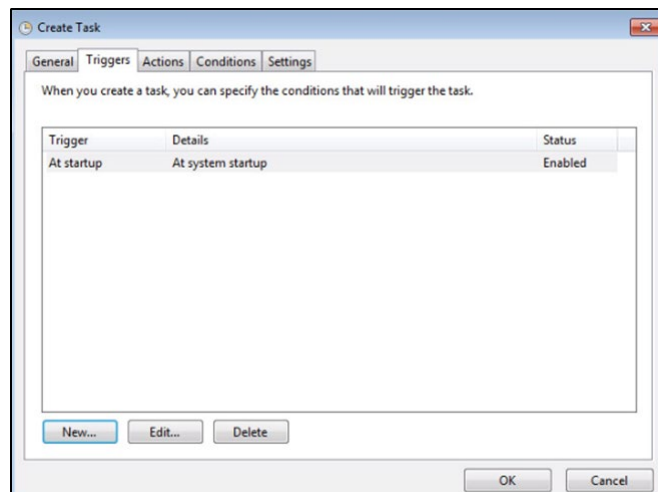 Create Task
General Triggers Actions Conditions Settings
When you create a task, you can specify the conditions that will trigger the task.
Trigger Details Status
At startup At system startup Enabled
New... Edit... Delete
OK Cancel